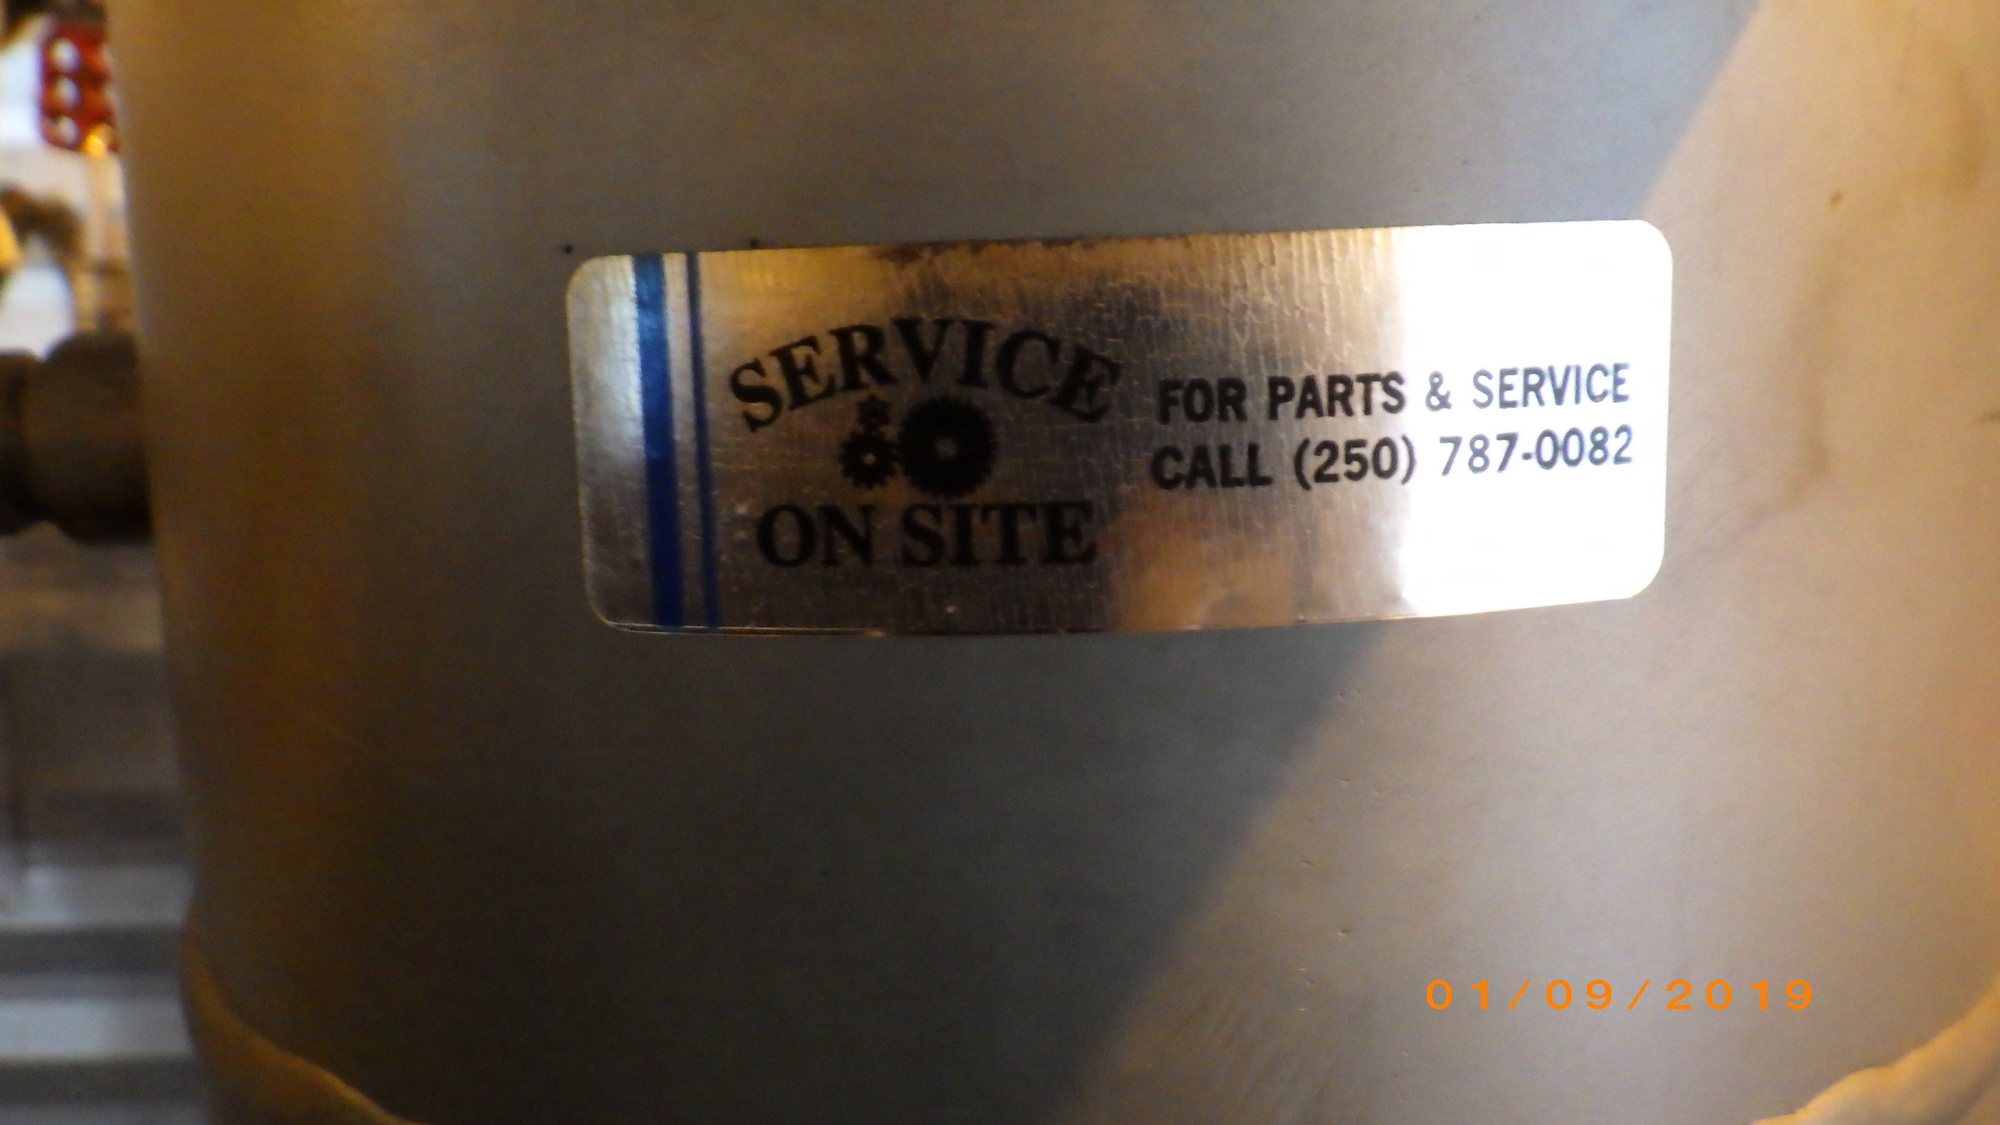 SERVICE
ON SITE
FOR PARTS & SERVICE
CALL (250) 787-0082
01/09/2019